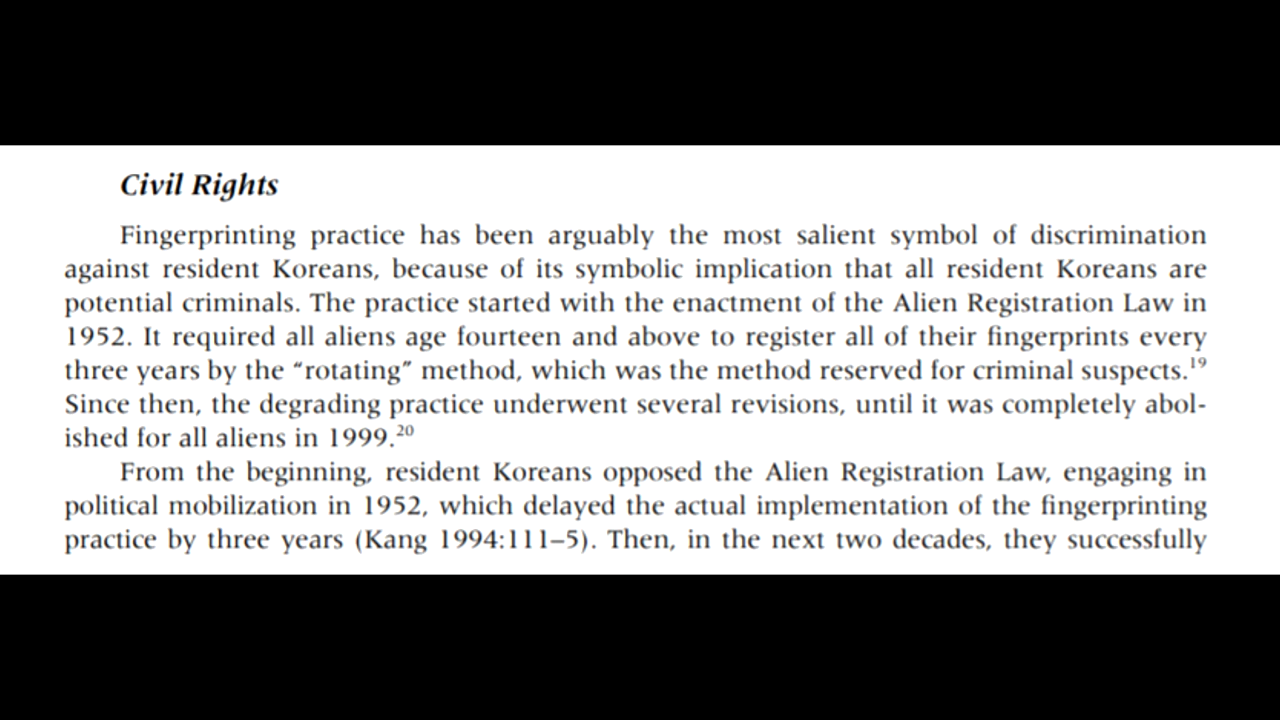 Civil Rights
Fingerprinting practice has been arguably the most salient symbol of discrimination
against resident Koreans, because of its symbolic implication that all resident Koreans are
potential criminals. The practice started with the enactment of the Alien Registration Law in
1952. It required all aliens age fourteen and above to register all of their fingerprints every
three years by the “rotating” method, which was the method reserved for criminal suspects.19
Since then, the degrading practice underwent several revisions, until it was completely abol-
ished for all aliens in 1999.20
From the beginning, resident Koreans opposed the Alien Registration Law, engaging in
political mobilization in 1952, which delayed the actual implementation of the fingerprinting
practice by three years (Kang 1994:111–5). Then, in the next two decades, they successfully